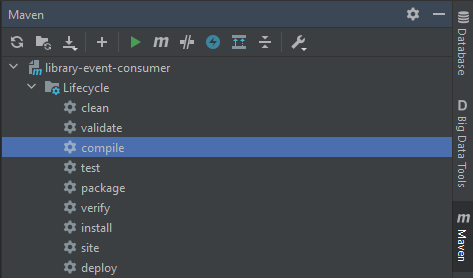 Maven
library-event-consumer
Lifecycle
clean
validate
compile
test
package
verify
install
site
deploy
Database
D
Big Data Tools
m
Maven